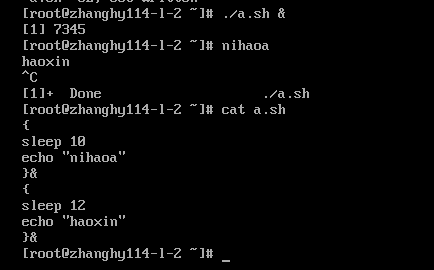 [root@zhanghy114-l-2 ~]# ./a.sh &
[1] 7345
[root@zhanghy114-l-2 ~]# nihaoa
haoxin
^C
[1]+  Done                    ./a.sh
[root@zhanghy114-l-2 ~]# cat a.sh
{
sleep 10
echo "nihaoa"
}&
{
sleep 12
echo "haoxin"
}&
[root@zhanghy114-l-2 ~]# _